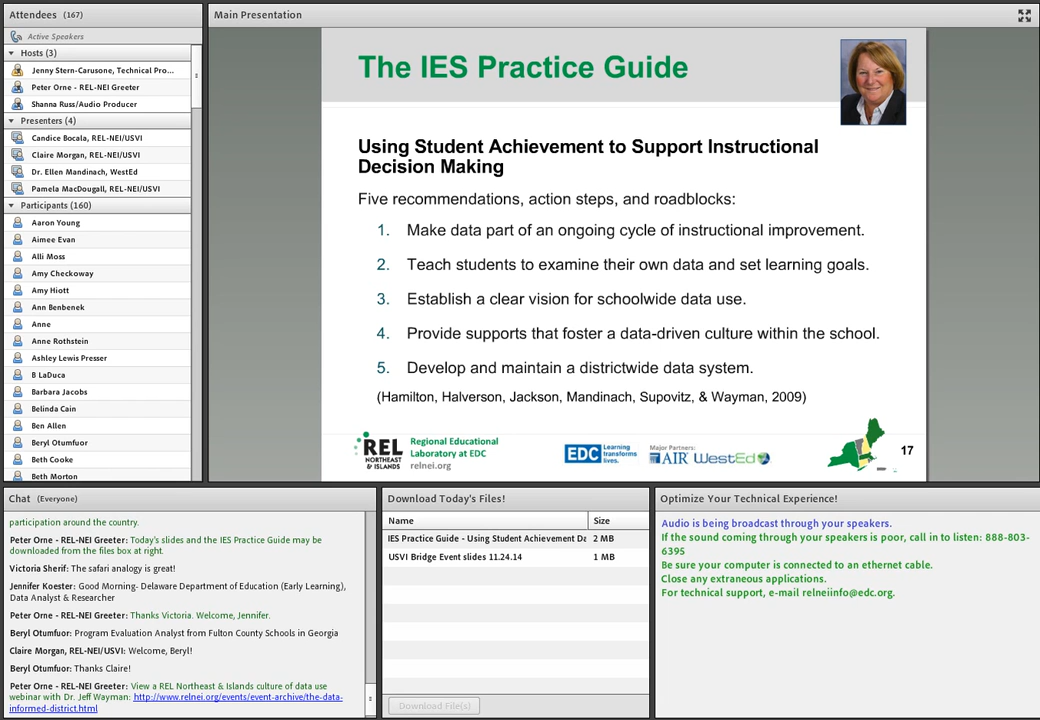 Attendees (167)
Active Speakers
Hosts (3)
Jenny Stern-Carusone, Technical Pro...
Peter Orne - REL-NEI Greeter
Shanna Russ/Audio Producer
Presenters (4)
Candice Bocala, REL-NEI/USVI
Claire Morgan, REL-NEI/USVI
Dr. Ellen Mandinach, WestEd
Pamela MacDougall, REL-NEI/USVI
Participants (160)
Aaron Young
Aimee Evan
Alli Moss
Amy Checkoway
Amy Hiott
Ann Benbenek
Anne
Anne Rothstein
Ashley Lewis Presser
B LaDuca
Barbara Jacobs
Belinda Cain
Ben Allen
Beryl Otumfuor
Beth Cooke
Beth Morton
Main Presentation
The IES Practice Guide
Using Student Achievement to Support Instructional
Decision Making
Five recommendations, action steps, and roadblocks:
1. Make data part of an ongoing cycle of instructional improvement.
2. Teach students to examine their own data and set learning goals.
3. Establish a clear vision for schoolwide data use.
4. Provide supports that foster a data-driven culture within the school.
5. Develop and maintain a districtwide data system.
(Hamilton, Halverson, Jackson, Mandinach, Supovitz, & Wayman, 2009)
REL
NORTHEAST
& ISLANDS
Regional Educational
Laboratory at EDC
relnei.org
EDC
Learning
transforms
lives.
Major Partners:
AIR WestEd
17
Chat (Everyone)
participation around the country.
Peter Orne - REL-NEI Greeter: Today's slides and the IES Practice Guide may be
downloaded from the files box at right.
Victoria Sherif: The safari analogy is great!
Jennifer Koester: Good Morning- Delaware Department of Education (Early Learning),
Data Analyst & Researcher
Peter Orne - REL-NEI Greeter: Thanks Victoria. Welcome, Jennifer.
Beryl Otumfuor: Program Evaluation Analyst from Fulton County Schools in Georgia
Claire Morgan, REL-NEI/USVI: Welcome, Beryl!
Beryl Otumfuor: Thanks Claire!
Peter Orne - REL-NEI Greeter: View a REL Northeast & Islands culture of data use
webinar with Dr. Jeff Wayman: http://www.relnei.org/events/event-archive/the-data-
informed-district.html
Download Today's Files!
Name Size
IES Practice Guide - Using Student Achievement Da 2 MB
USVI Bridge Event slides 11.24.14 1 MB
Download File(s)
Optimize Your Technical Experience!
Audio is being broadcast through your speakers.
If the sound coming through your speakers is poor, call in to listen: 888-803-
6395
Be sure your computer is connected to an ethernet cable.
Close any extraneous applications.
For technical support, e-mail relneiinfo@edc.org.